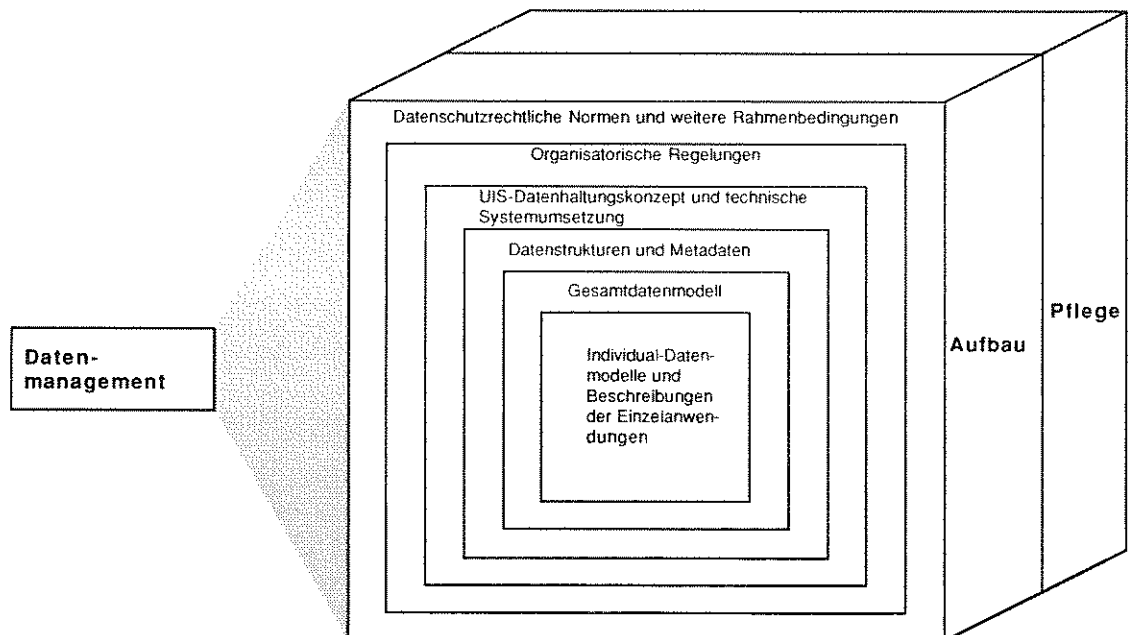 Datenschutzrechtliche Normen und weitere Rahmenbedingungen
Organisatorische Regelungen
UIS-Datenhaltungskonzept und technische
Systemumsetzung
Datenstrukturen und Metadaten
Gesamtdatenmodell
Individual-Daten-
modelle und
Beschreibungen
der Einzelanwen-
dungen
Daten-
management
Aufbau
Pflege